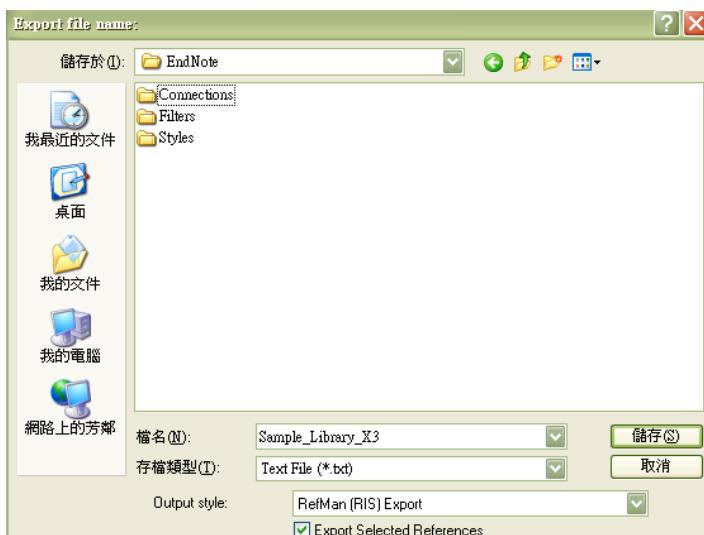 Export file name:
儲存於(I): EndNote
Connections
Filters
Styles
我最近的文件
桌面
我的文件
我的電腦
網路上的芳鄰
檔名(N): Sample_Library_X3 儲存(S)
存檔類型(T): Text File (*.txt) 取消
Output style: RefMan (RIS) Export
Export Selected References